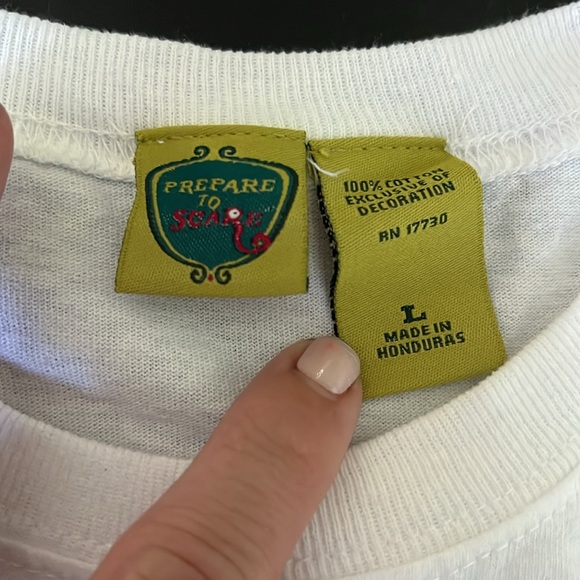 PREPARE
TO
SCARE
100% COTTON
EXCLUSIVE OF
DECORATION
RN 17730
L
MADE IN
HONDURAS